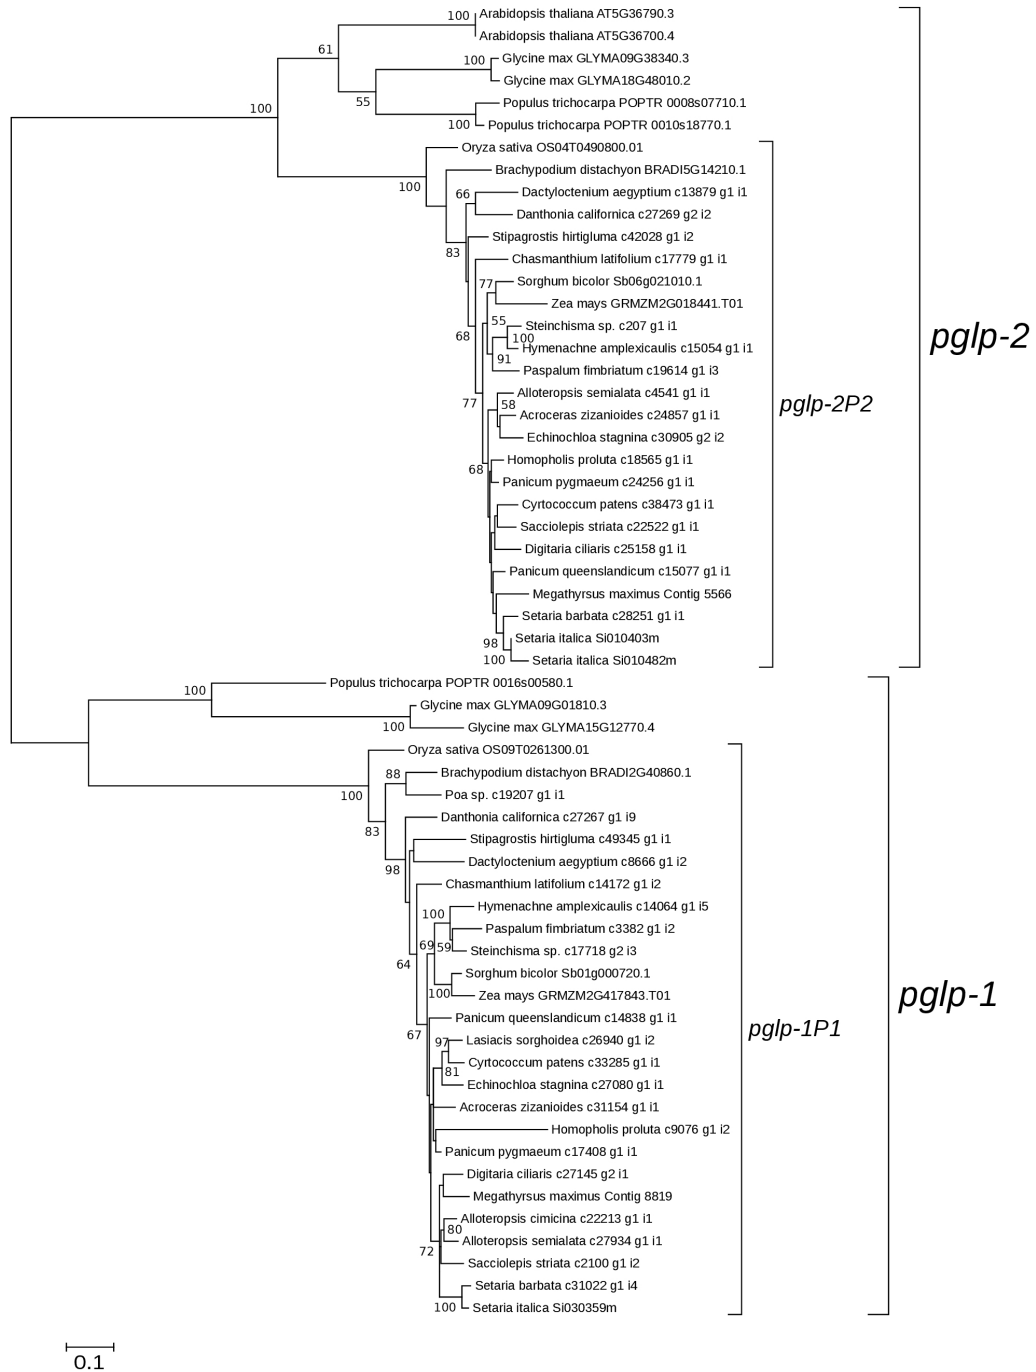 100
Arabidopsis thaliana AT5G36790.3
Arabidopsis thaliana AT5G36700.4
61
100
Glycine max GLYMA09G38340.3
Glycine max GLYMA18G48010.2
55
Populus trichocarpa POPTR 0008s07710.1
100
Populus trichocarpa POPTR 0010s18770.1
100
Oryza sativa OS04T0490800.01
Brachypodium distachyon BRADI5G14210.1
100
66
Dactyloctenium aegyptium c13879 g1 i1
Danthonia californica c27269 g2 i2
Stipagrostis hirtigluma c42028 g1 i2
83
Chasmanthium latifolium c17779 g1 i1
77
Sorghum bicolor Sb06g021010.1
Zea mays GRMZM2G018441.T01
55
Steinchisma sp. c207 g1 i1
68
100
Hymenachne amplexicaulis c15054 g1 i1
91
Paspalum fimbriatum c19614 g1 i3
Alloteropsis semialata c4541 g1 i1
77
58
Acroceras zizanioides c24857 g1 i1
Echinochloa stagnina c30905 g2 i2
Homopholis proluta c18565 g1 i1
68
Panicum pygmaeum c24256 g1 i1
Cyrtococcum patens c38473 g1 i1
Sacciolepis striata c22522 g1 i1
Digitaria ciliaris c25158 g1 i1
Panicum queenslandicum c15077 g1 i1
Megathyrsus maximus Contig 5566
Setaria barbata c28251 g1 i1
98
Setaria italica Si010403m
100
Setaria italica Si010482m
pglp-2P2
pglp-2
100
Populus trichocarpa POPTR 0016s00580.1
Glycine max GLYMA09G01810.3
100
Glycine max GLYMA15G12770.4
Oryza sativa OS09T0261300.01
88
Brachypodium distachyon BRADI2G40860.1
100
Poa sp. c19207 g1 i1
83
Danthonia californica c27267 g1 i9
Stipagrostis hirtigluma c49345 g1 i1
98
Dactyloctenium aegyptium c8666 g1 i2
Chasmanthium latifolium c14172 g1 i2
100
Hymenachne amplexicaulis c14064 g1 i5
Paspalum fimbriatum c3382 g1 i2
69
59
Steinchisma sp. c17718 g2 i3
64
Sorghum bicolor Sb01g000720.1
100
Zea mays GRMZM2G417843.T01
Panicum queenslandicum c14838 g1 i1
67
97
Lasiacis sorghoidea c26940 g1 i2
Cyrtococcum patens c33285 g1 i1
81
Echinochloa stagnina c27080 g1 i1
Acroceras zizanioides c31154 g1 i1
Homopholis proluta c9076 g1 i2
Panicum pygmaeum c17408 g1 i1
Digitaria ciliaris c27145 g2 i1
Megathyrsus maximus Contig 8819
Alloteropsis cimicina c22213 g1 i1
80
Alloteropsis semialata c27934 g1 i1
72
Sacciolepis striata c2100 g1 i2
Setaria barbata c31022 g1 i4
100
Setaria italica Si030359m
pglp-1P1
pglp-1
0.1